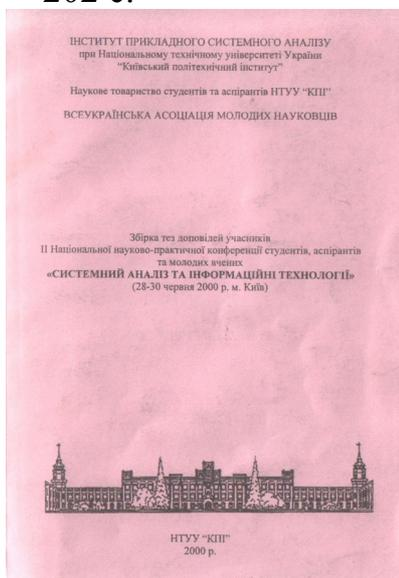 202 с.
ІНСТИТУТ ПРИКЛАДНОГО СИСТЕМНОГО АНАЛІЗУ
при Національному технічному університеті України
“Київський політехнічний інститут”
Наукове товариство студентів та аспірантів НТУУ “КПІ”
ВСЕУКРАЇНСЬКА АСОЦІАЦІЯ МОЛОДИХ НАУКОВЦІВ
Збірка тез доповідей учасників
ІІ Національної науково-практичної конференції студентів, аспірантів
та молодих вчених
«СИСТЕМНИЙ АНАЛІЗ ТА ІНФОРМАЦІЙНІ ТЕХНОЛОГІЇ»
(28-30 червня 2000 р. м. Київ)
НТУУ “КПІ”
2000 р.